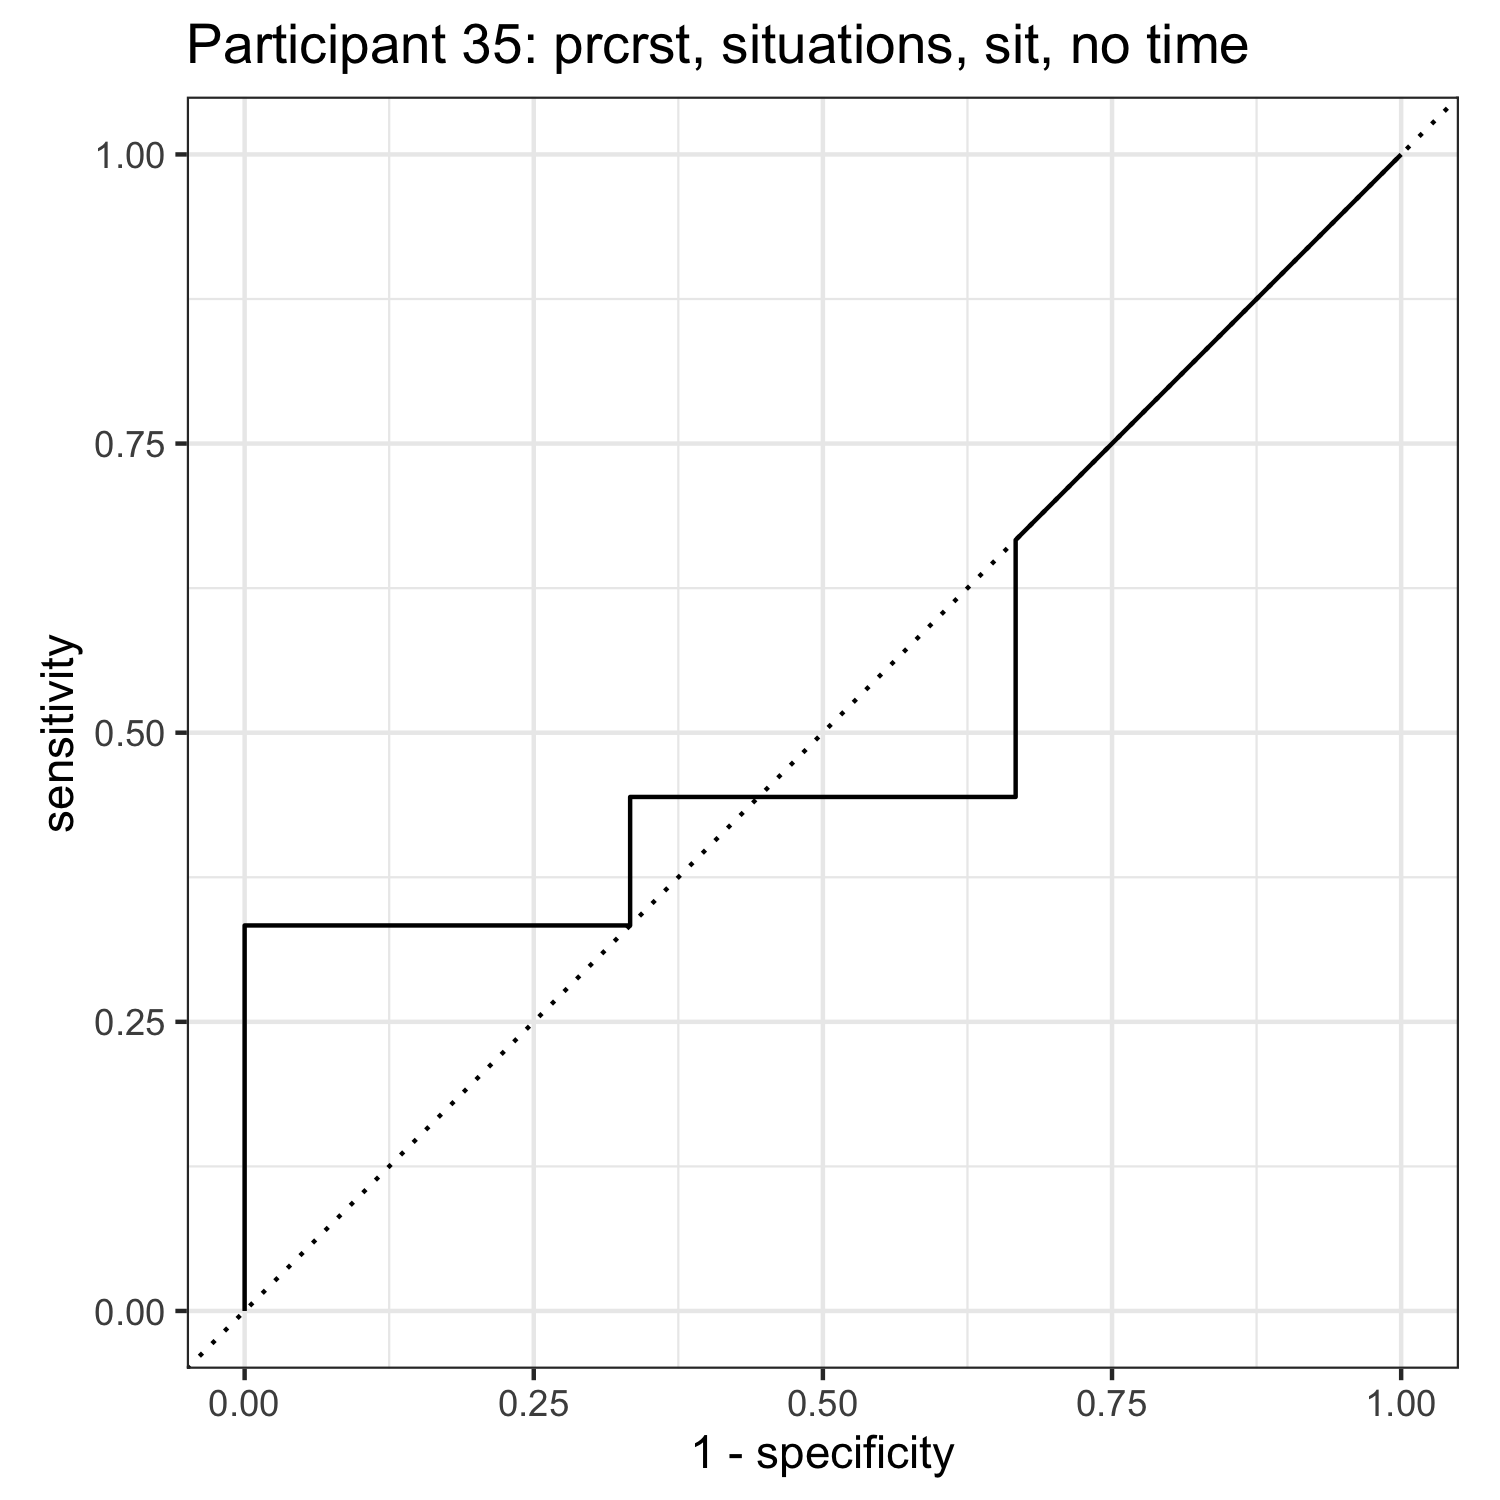 Participant 35: prcrst, situations, sit, no time
1.00
0.75
0.50
0.25
0.00
sensitivity
0.00 0.25 0.50 0.75 1.00
1 - specificity